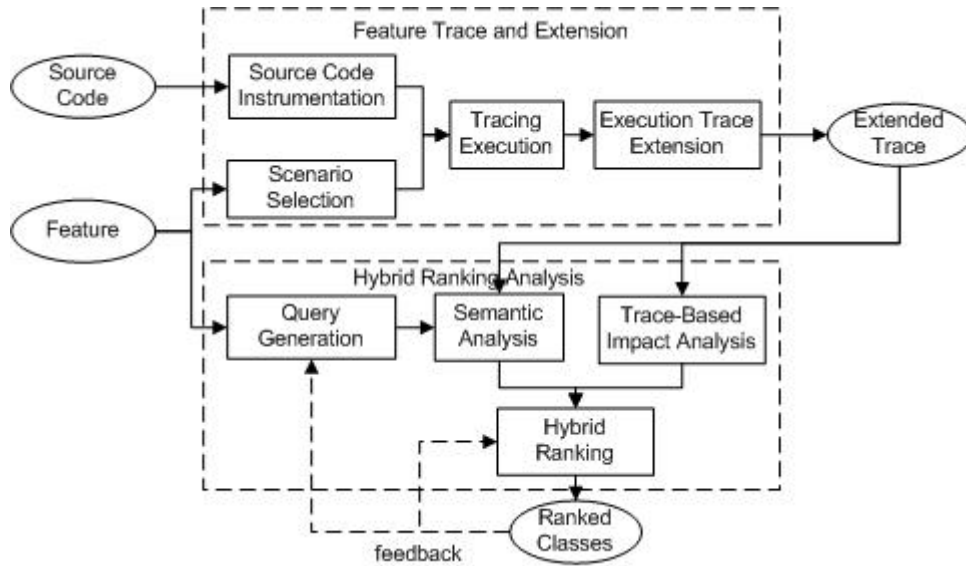 Feature Trace and Extension
Source
Code
Source Code
Instrumentation
Tracing
Execution
Execution Trace
Extension
Extended
Trace
Scenario
Selection
Feature
Hybrid Ranking Analysis
Query
Generation
Semantic
Analysis
Trace-Based
Impact Analysis
Hybrid
Ranking
Ranked
Classes
feedback